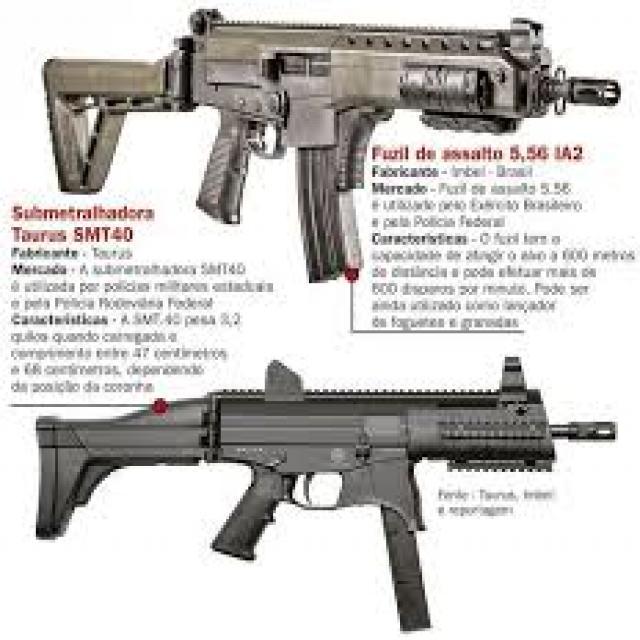 Fuzil de assalto 5,56 IA2
Fabricante - Imbel - Brasil
Mercado - Fuzil de assalto 5,56
é utilizado pelo Exército Brasileiro
e pela Polícia Federal
Características - O fuzil tem a
capacidade de atingir o alvo a 600 metros
de distância e pode efetuar mais de
600 disparos por minuto. Pode ser
ainda utilizado como lançador
de foguetes e granadas
Submetralhadora
Taurus SMT40
Fabricante - Taurus
Mercado - A submetralhadora SMT40
é utilizada por polícias militares estaduais
e pela Polícia Rodoviária Federal
Características - A SMT.40 pesa 3,2
quilos quando carregada e
comprimento entre 47 centímetros
e 68 centímetros, dependendo
da posição da coronha
Fonte - Taurus, Imbel
e reportagem